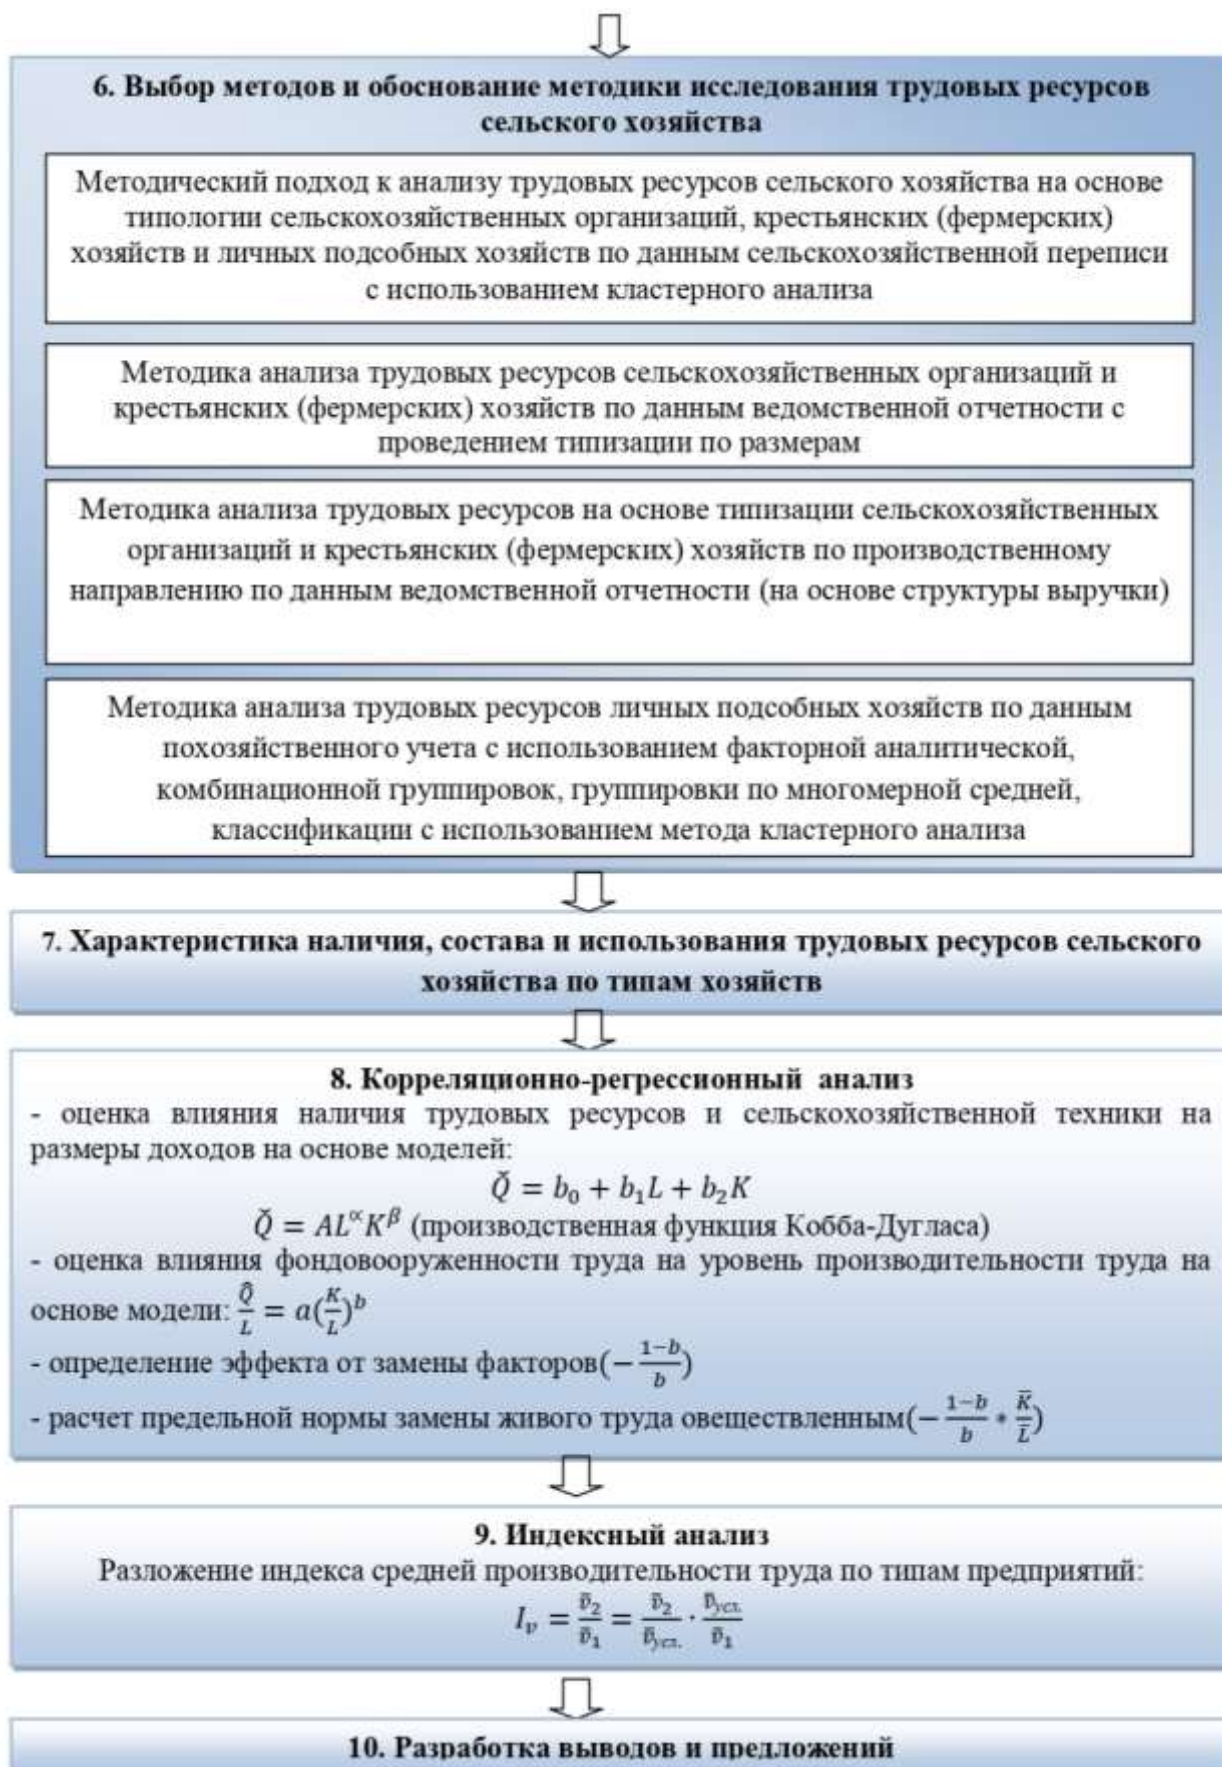 6. Выбор методов и обоснование методики исследования трудовых ресурсов
сельского хозяйства
Методический подход к анализу трудовых ресурсов сельского хозяйства на основе
типологии сельскохозяйственных организаций, крестьянских (фермерских)
хозяйств и личных подсобных хозяйств по данным сельскохозяйственной переписи
с использованием кластерного анализа
Методика анализа трудовых ресурсов сельскохозяйственных организаций и
крестьянских (фермерских) хозяйств по данным ведомственной отчетности с
проведением типизации по размерам
Методика анализа трудовых ресурсов на основе типизации сельскохозяйственных
организаций и крестьянских (фермерских) хозяйств по производственному
направлению по данным ведомственной отчетности (на основе структуры выручки)
Методика анализа трудовых ресурсов личных подсобных хозяйств по данным
похозяйственного учета с использованием факторной аналитической,
комбинационной группировок, группировки по многомерной средней,
классификации с использованием метода кластерного анализа
7. Характеристика наличия, состава и использования трудовых ресурсов сельского
хозяйства по типам хозяйств
8. Корреляционно-регрессионный анализ
- оценка влияния наличия трудовых ресурсов и сельскохозяйственной техники на
размеры доходов на основе моделей:
Q̌ = b₀ + b₁L + b₂K
Q̌ = AL^∝K^β (производственная функция Кобба-Дугласа)
- оценка влияния фондовооруженности труда на уровень производительности труда на
основе модели: Q̂/L = a(K/L)^b
- определение эффекта от замены факторов(− (1−b)/b)
- расчет предельной нормы замены живого труда овеществленным(− (1−b)/b * K̄/L̄)
9. Индексный анализ
Разложение индекса средней производительности труда по типам предприятий:
I_v = v̄₂/v̄₁ = v̄₂/v̄_усл. · v̄_усл./v̄₁
10. Разработка выводов и предложений